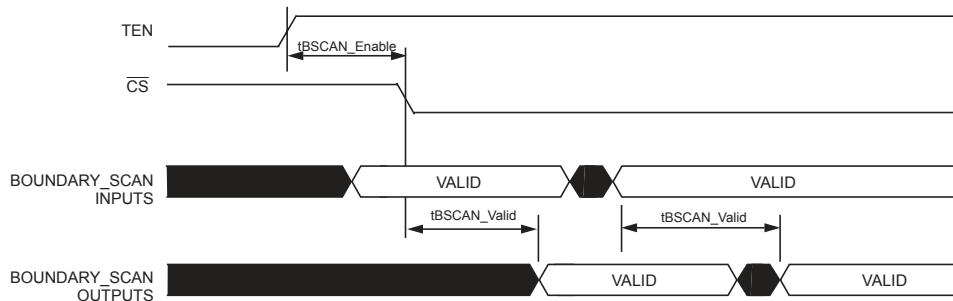 TEN
tBSCAN_Enable
CS
BOUNDARY_SCAN
INPUTS
VALID
VALID
tBSCAN_Valid
tBSCAN_Valid
BOUNDARY_SCAN
OUTPUTS
VALID
VALID